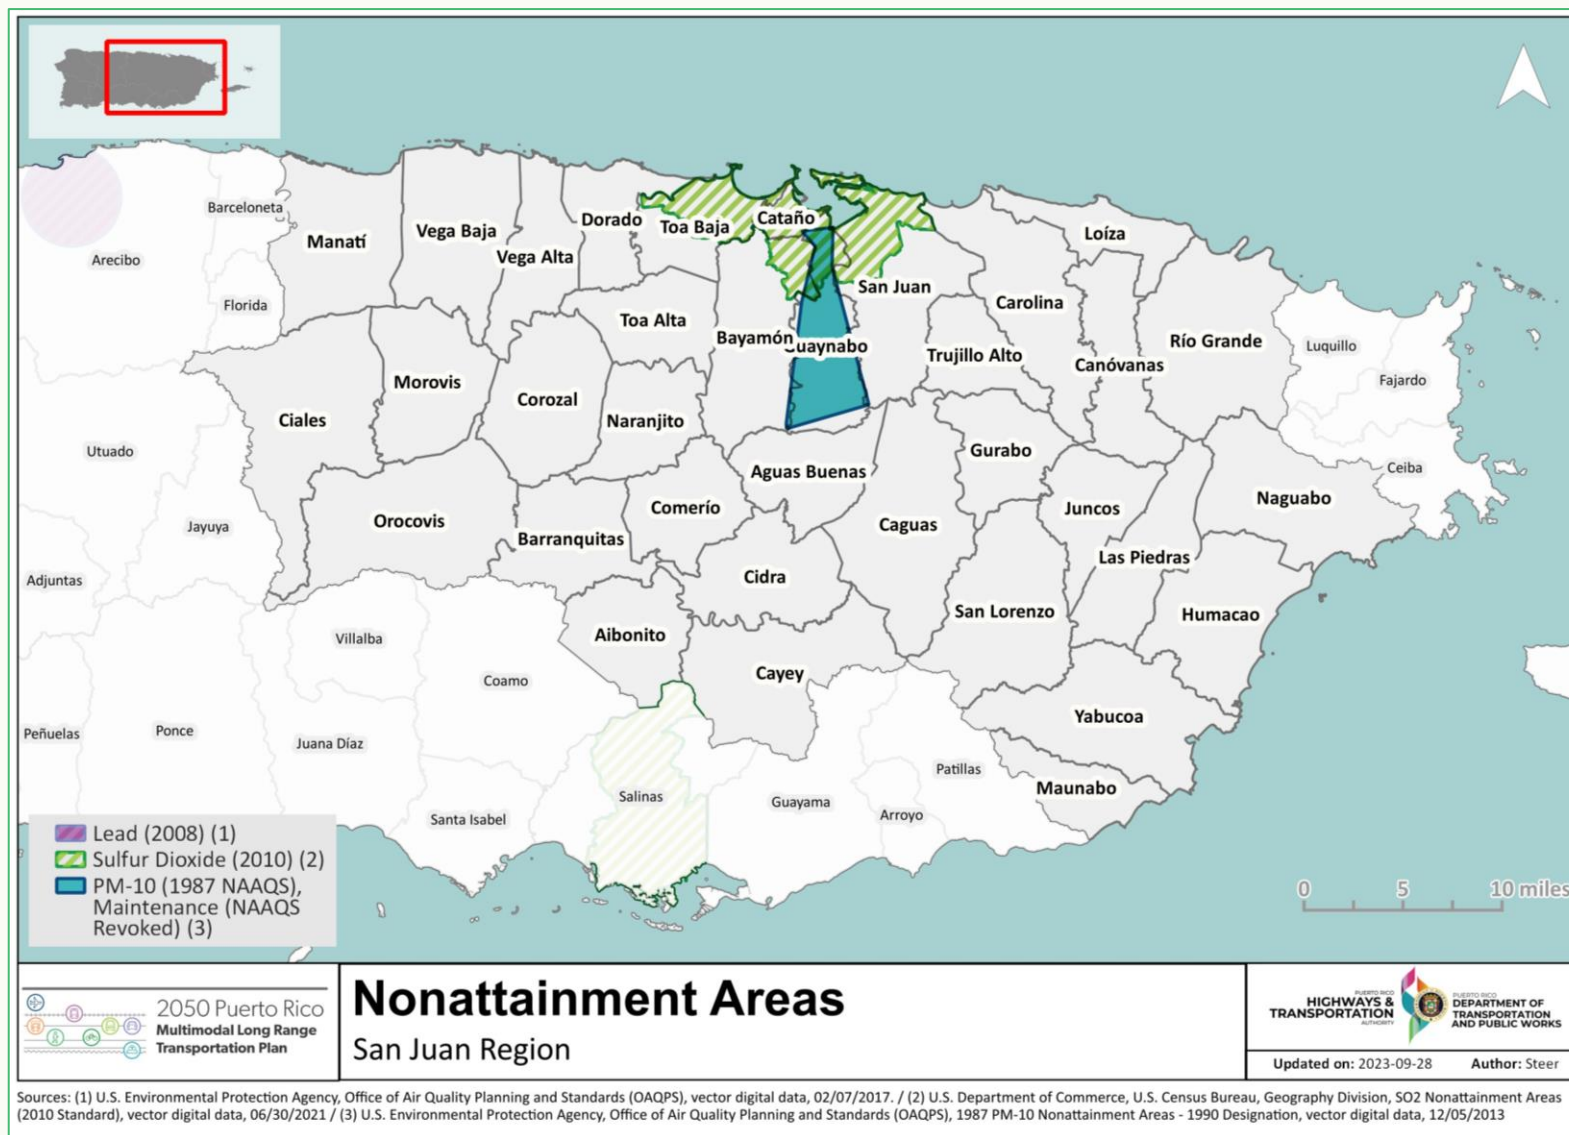 Barceloneta
Manatí
Vega Baja
Vega Alta
Dorado
Toa Baja
Cataño
Loíza
Arecibo
Florida
San Juan
Carolina
Toa Alta
Bayamón
Guaynabo
Trujillo Alto
Canóvanas
Río Grande
Luquillo
Fajardo
Ciales
Morovis
Corozal
Naranjito
Utuado
Aguas Buenas
Gurabo
Ceiba
Naguabo
Jayuya
Orocovis
Barranquitas
Comerío
Caguas
Juncos
Las Piedras
Adjuntas
Cidra
San Lorenzo
Humacao
Villalba
Aibonito
Coamo
Cayey
Yabucoa
Peñuelas
Ponce
Juana Díaz
Patillas
Maunabo
Salinas
Guayama
Arroyo
Santa Isabel
Lead (2008) (1)
Sulfur Dioxide (2010) (2)
PM-10 (1987 NAAQS),
Maintenance (NAAQS
Revoked) (3)
0 5 10 miles
2050 Puerto Rico
Multimodal Long Range
Transportation Plan
Nonattainment Areas
San Juan Region
PUERTO RICO
HIGHWAYS &
TRANSPORTATION
AUTHORITY
PUERTO RICO
DEPARTMENT OF
TRANSPORTATION
AND PUBLIC WORKS
Updated on: 2023-09-28 Author: Steer
Sources: (1) U.S. Environmental Protection Agency, Office of Air Quality Planning and Standards (OAQPS), vector digital data, 02/07/2017. / (2) U.S. Department of Commerce, U.S. Census Bureau, Geography Division, SO2 Nonattainment Areas
(2010 Standard), vector digital data, 06/30/2021 / (3) U.S. Environmental Protection Agency, Office of Air Quality Planning and Standards (OAQPS), 1987 PM-10 Nonattainment Areas - 1990 Designation, vector digital data, 12/05/2013